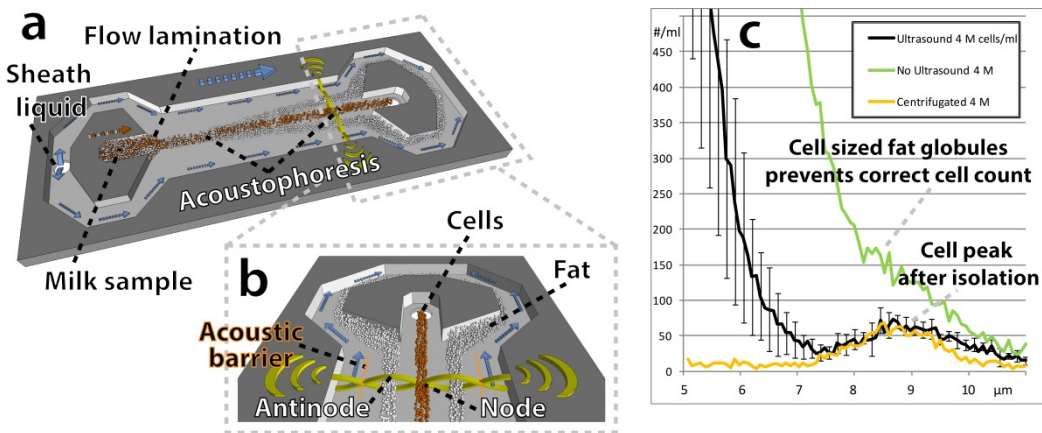 a
Flow lamination
Sheath
liquid
Acoustophoresis
Milk sample
b
Cells
Fat
Acoustic
barrier
Antinode
Node
c
#/ml
450
400
350
300
250
200
150
100
50
0
5
6
7
8
9
10
µm
Ultrasound 4 M cells/ml
No Ultrasound 4 M
Centrifugated 4 M
Cell sized fat globules
prevents correct cell count
Cell peak
after isolation